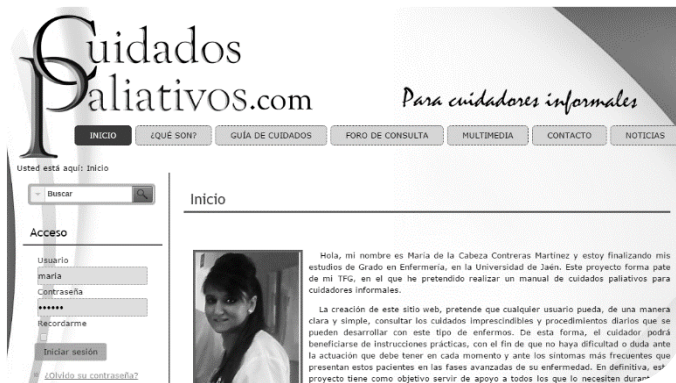 Cuidados
Paliativos.com
Para cuidadores informales
INICIO ¿QUÉ SON? GUÍA DE CUIDADOS FORO DE CONSULTA MULTIMEDIA CONTACTO NOTICIAS
Usted está aquí: Inicio
Buscar
Inicio
Acceso
Usuario
maria
Contraseña
••••••
Recordarme
Iniciar sesión
¿Olvido su contraseña?
Hola, mi nombre es Maria de la Cabeza Contreras Martínez y estoy finalizando mis
estudios de Grado en Enfermería, en la Universidad de Jaén. Este proyecto forma pate
de mi TFG, en el que he pretendido realizar un manual de cuidados paliativos para
cuidadores informales.
La creación de este sitio web, pretende que cualquier usuario pueda, de una manera
clara y simple, consultar los cuidados imprescindibles y procedimientos diarios que se
pueden desarrollar con este tipo de enfermos. De esta forma, el cuidador podrá
beneficiarse de instrucciones prácticas, con el fin de que no haya dificultad o duda ante
la actuación que debe tener en cada momento y ante los síntomas más frecuentes que
presentan estos pacientes en las fases avanzadas de su enfermedad. En definitiva,
proyecto tiene como objetivo servir de apoyo a todos los que lo necesiten